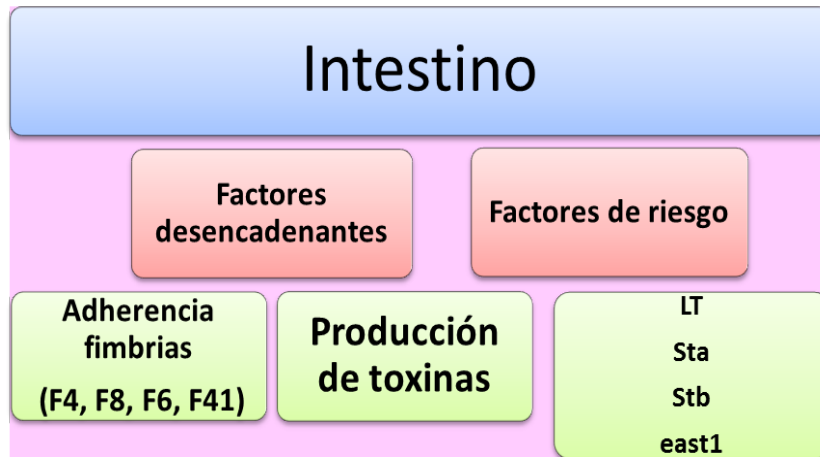 Intestino
Factores
desencadenantes
Factores de riesgo
Adherencia
fimbrias
(F4, F8, F6, F41)
Producción
de toxinas
LT
Sta
Stb
east1